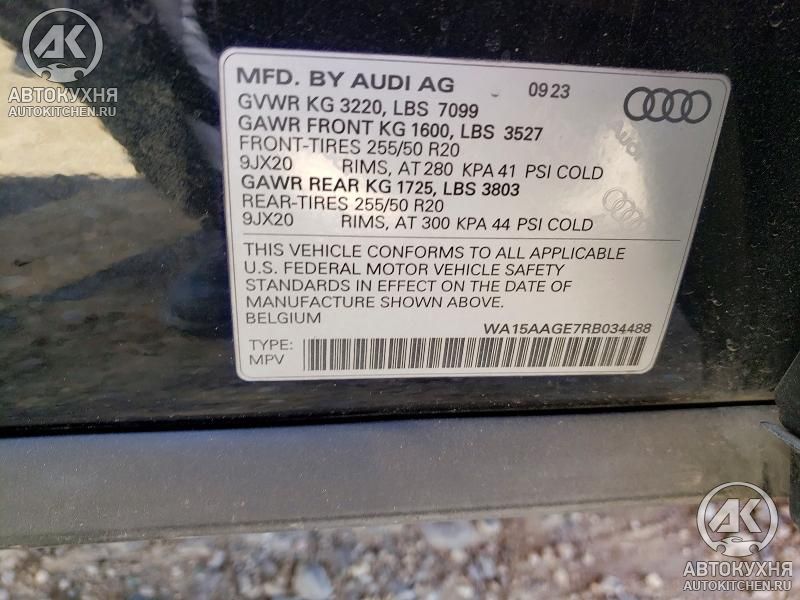 AK
АВТОКУХНЯ
AUTOKITCHEN.RU
MFD. BY AUDI AG 09 23
GVWR KG 3220, LBS 7099
GAWR FRONT KG 1600, LBS 3527
FRONT-TIRES 255/50 R20
9JX20 RIMS, AT 280 KPA 41 PSI COLD
GAWR REAR KG 1725, LBS 3803
REAR-TIRES 255/50 R20
9JX20 RIMS, AT 300 KPA 44 PSI COLD
THIS VEHICLE CONFORMS TO ALL APPLICABLE
U.S. FEDERAL MOTOR VEHICLE SAFETY
STANDARDS IN EFFECT ON THE DATE OF
MANUFACTURE SHOWN ABOVE.
BELGIUM WA15AAGE7RB034488
TYPE:
MPV
AK
АВТОКУХНЯ
AUTOKITCHEN.RU